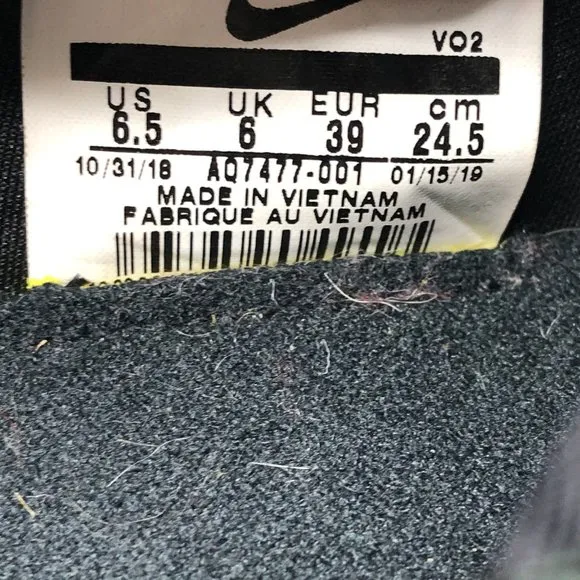 VO2
US UK EUR cm
6.5 6 39 24.5
10/31/18 AQ7477-001 01/15/19
MADE IN VIETNAM
FABRIQUE AU VIETNAM